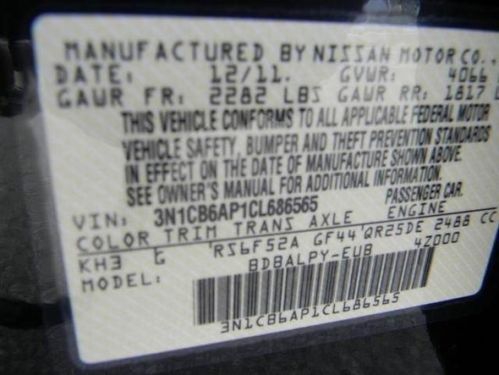 MANUFACTURED BY NISSAN MOTOR CO.,
DATE: 12/11. GVWR: 4066
GAWR FR: 2282 LBS GAWR RR: 1817 L
THIS VEHICLE CONFORMS TO ALL APPLICABLE FEDERAL MOTOR
VEHICLE SAFETY, BUMPER AND THEFT PREVENTION STANDARDS
IN EFFECT ON THE DATE OF MANUFACTURE SHOWN ABOVE.
SEE OWNER'S MANUAL FOR ADDITIONAL INFORMATION.
VIN: 3N1CB6AP1CL686565 PASSENGER CAR.
COLOR TRIM TRANS AXLE ENGINE
KH3 G RS6F52A GF44 QR25DE 2488 CC
BDBALPY-EUB 4Z000
3N1CB6AP1CL686565